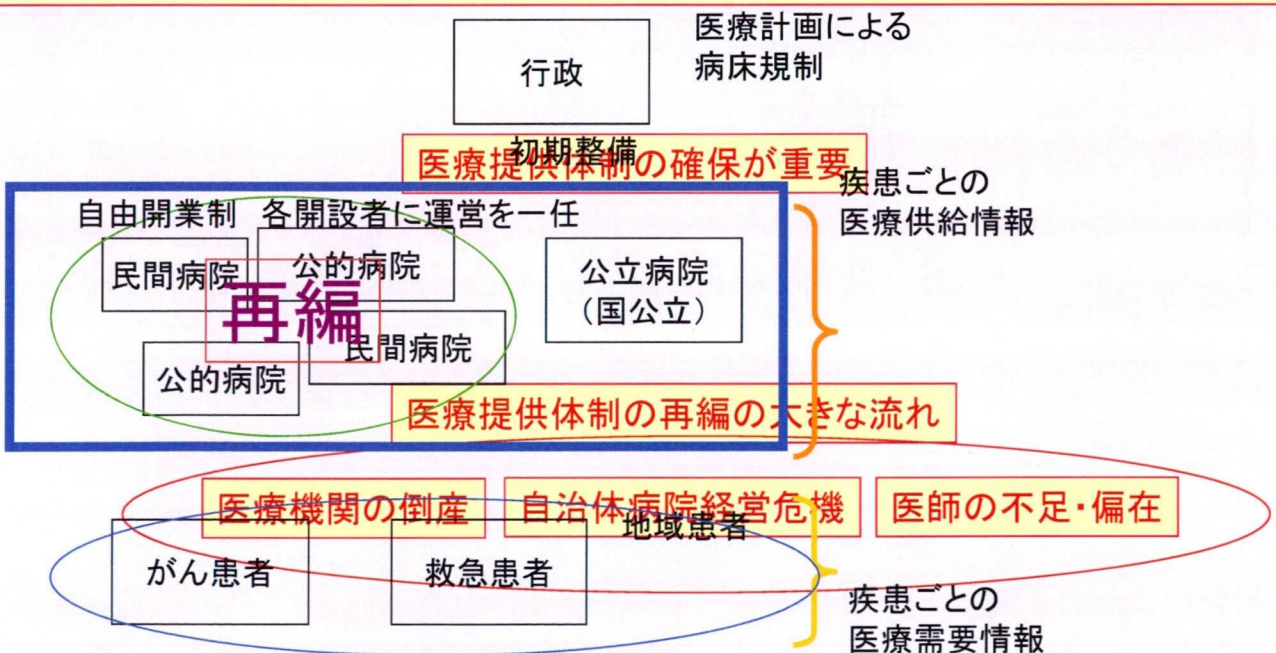 行政
医療計画による
病床規制
初期整備
医療提供体制の確保が重要
疾患ごとの
医療供給情報
自由開業制 各開設者に運営を一任
民間病院
公的病院
公立病院
（国公立）
再編
民間病院
公的病院
医療提供体制の再編の大きな流れ
医療機関の倒産
自治体病院経営危機
医師の不足・偏在
地域患者
がん患者
救急患者
疾患ごとの
医療需要情報